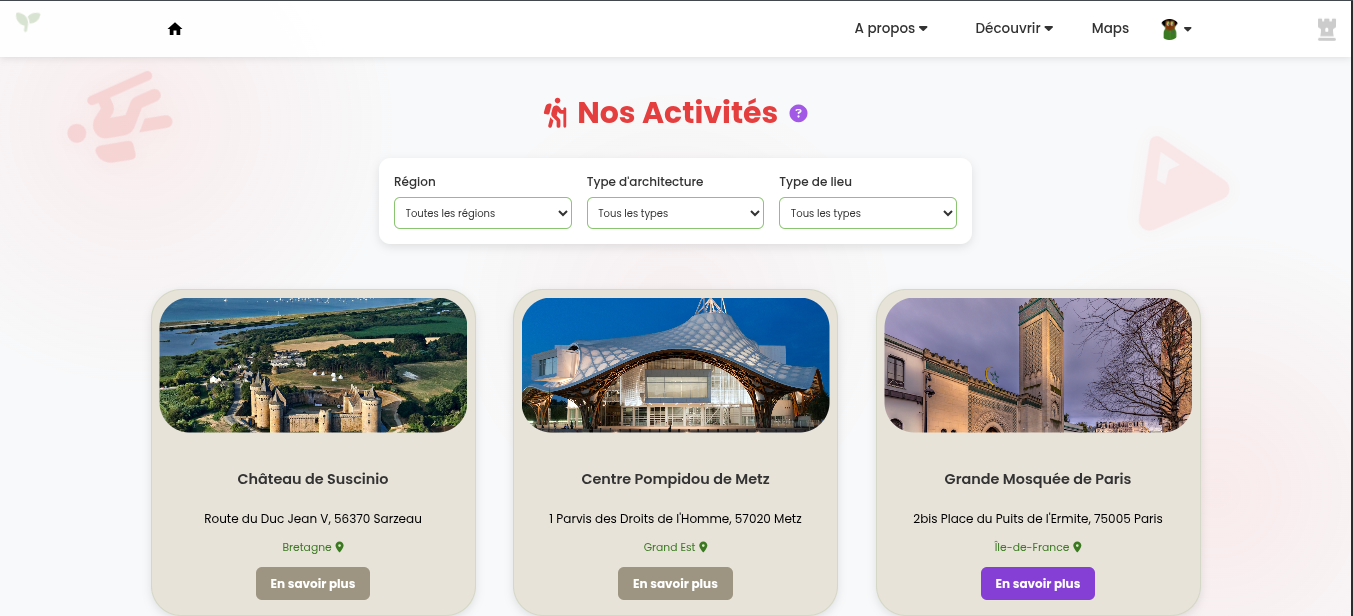 A propos Découvrir Maps
Nos Activités ?
Région Type d'architecture Type de lieu
Toutes les régions Tous les types Tous les types
Château de Suscinio Centre Pompidou de Metz Grande Mosquée de Paris
Route du Duc Jean V, 56370 Sarzeau 1 Parvis des Droits de l'Homme, 57020 Metz 2bis Place du Puits de l'Ermite, 75005 Paris
Bretagne Grand Est Île-de-France
En savoir plus En savoir plus En savoir plus